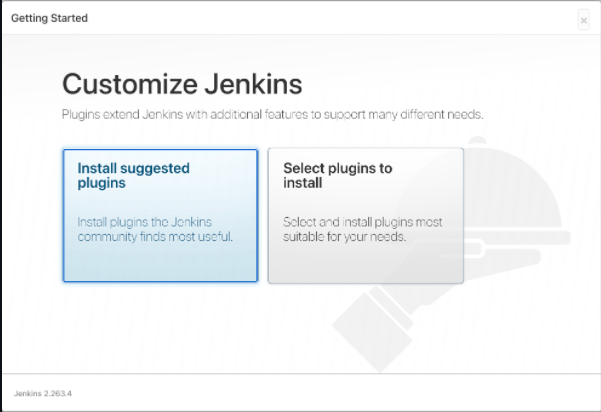 Getting Started
×
Customize Jenkins
Plugins extend Jenkins with additional features to support many different needs.
Install suggested
plugins
Install plugins the Jenkins
community finds most useful.
Select plugins to
install
Select and install plugins most
suitable for your needs.
Jenkins 2.263.4